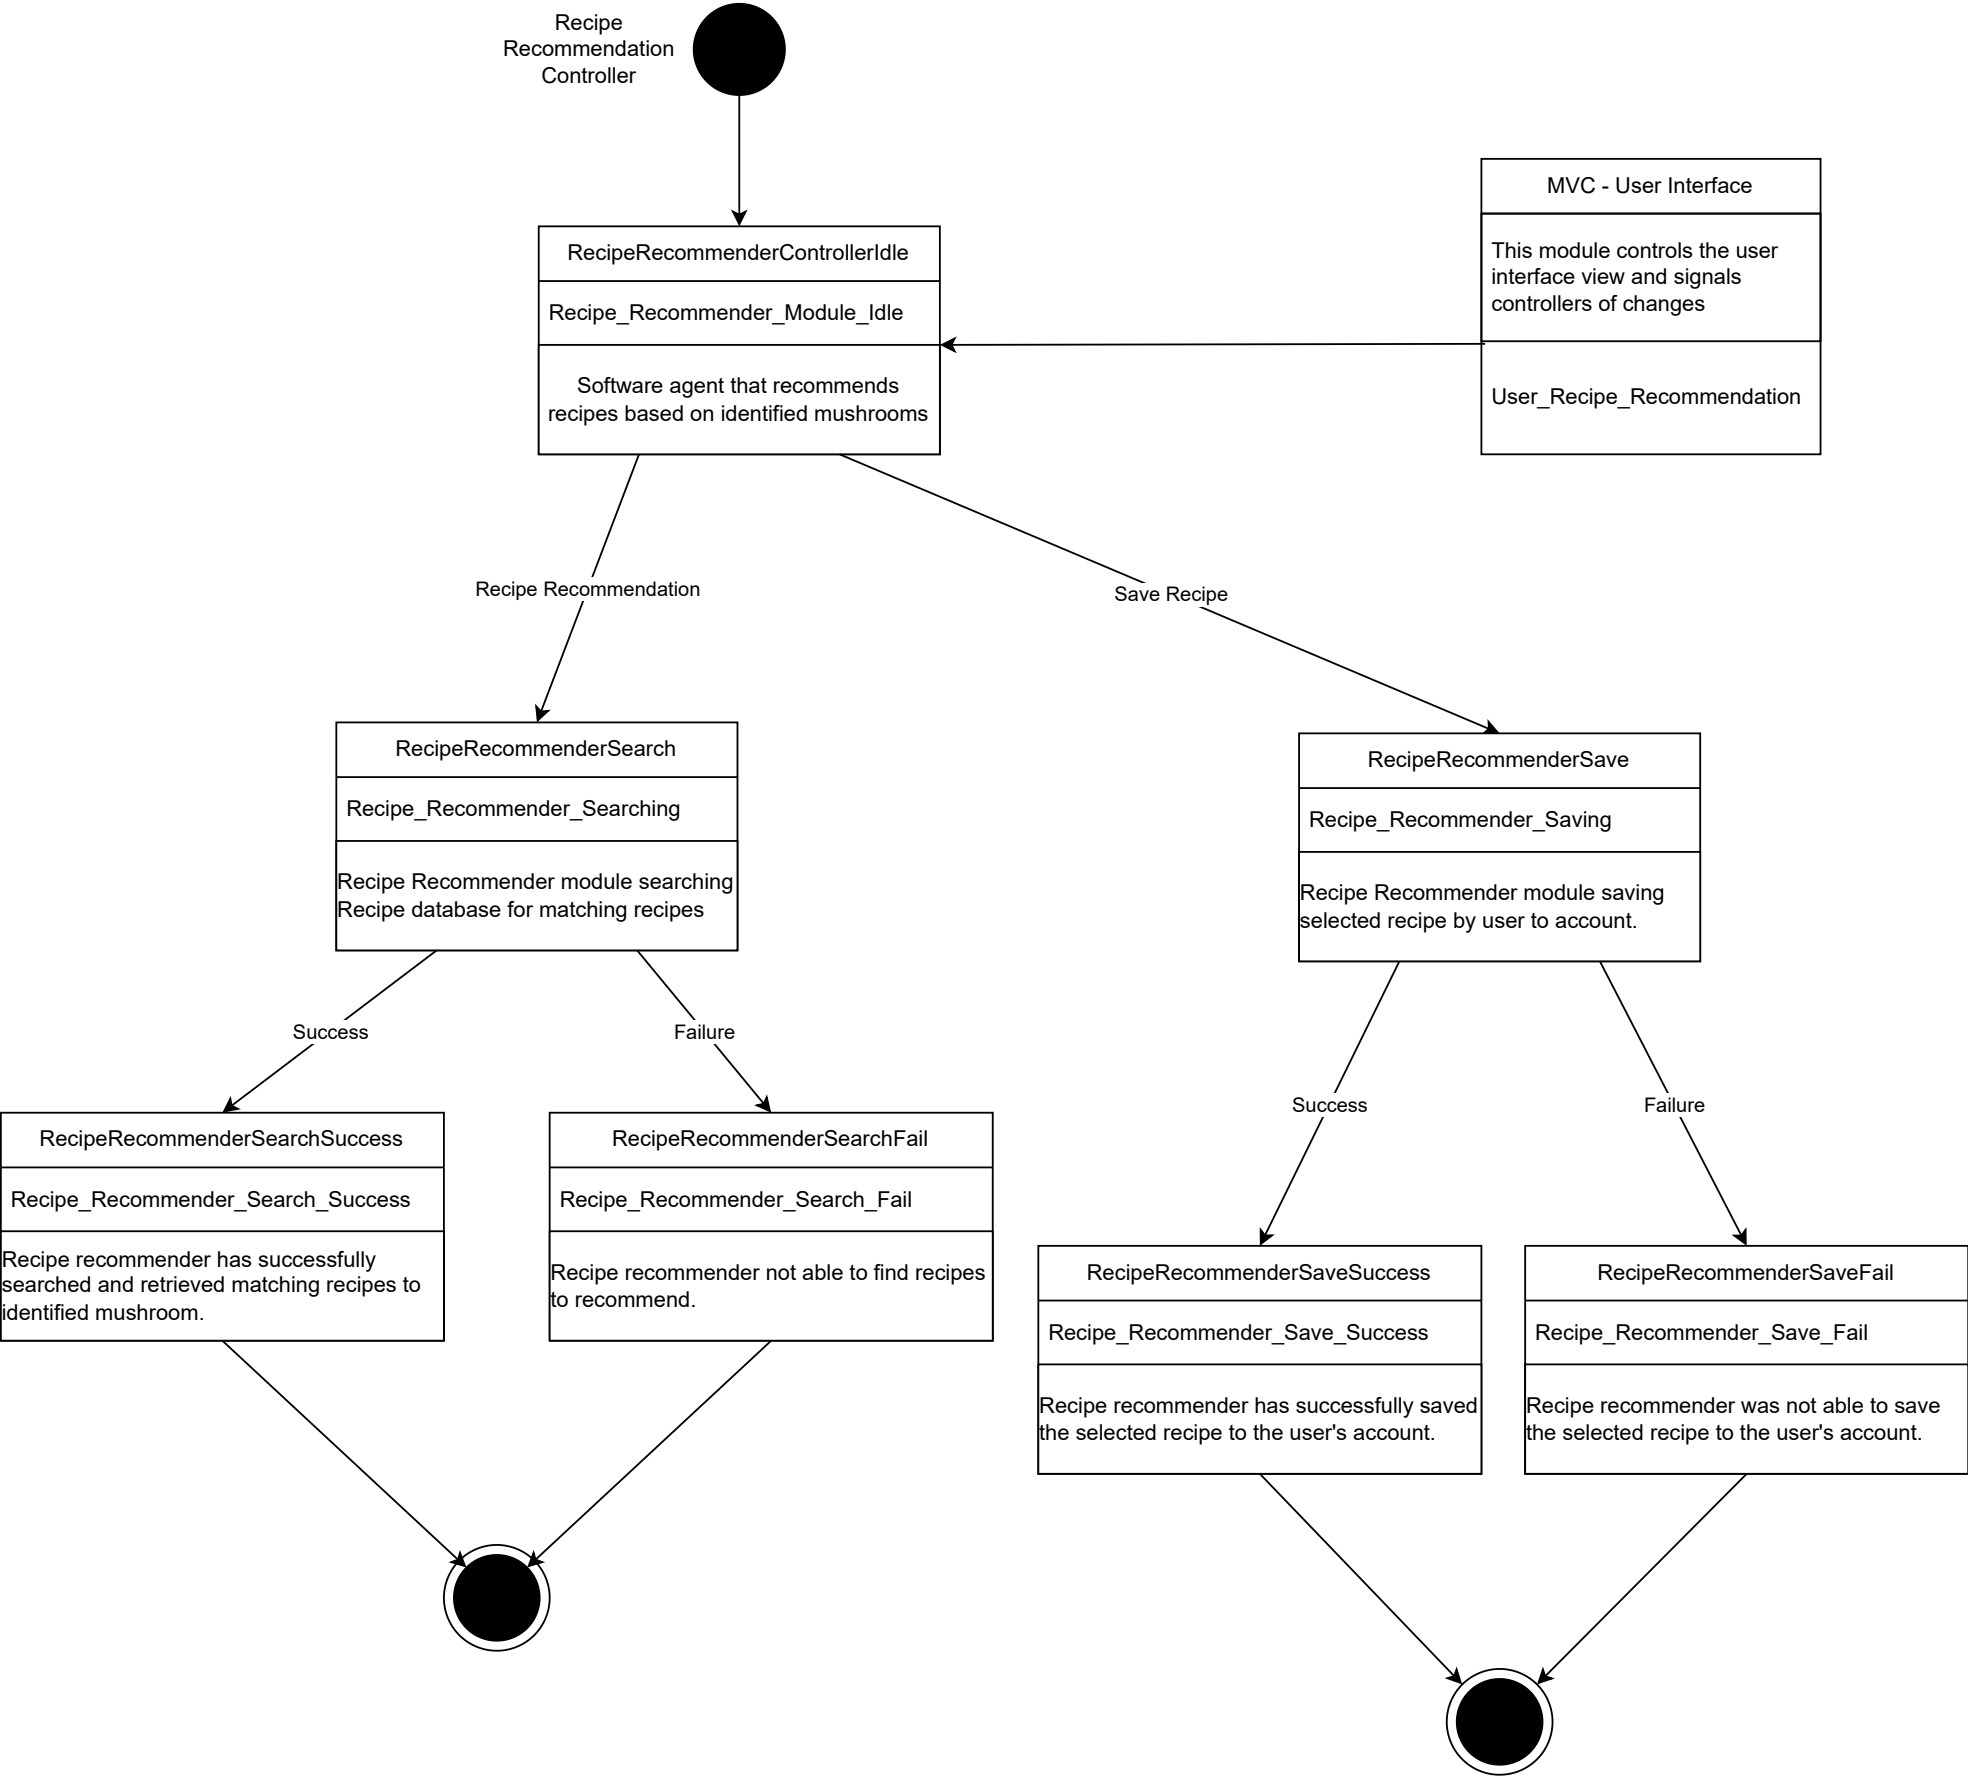 Recipe
Recommendation
Controller
MVC - User Interface
This module controls the user
interface view and signals
controllers of changes
User_Recipe_Recommendation
RecipeRecommenderControllerIdle
Recipe_Recommender_Module_Idle
Software agent that recommends
recipes based on identified mushrooms
Recipe Recommendation
Save Recipe
RecipeRecommenderSearch
Recipe_Recommender_Searching
Recipe Recommender module searching
Recipe database for matching recipes
RecipeRecommenderSave
Recipe_Recommender_Saving
Recipe Recommender module saving
selected recipe by user to account.
Success
Failure
Success
Failure
RecipeRecommenderSearchSuccess
Recipe_Recommender_Search_Success
Recipe recommender has successfully
searched and retrieved matching recipes to
identified mushroom.
RecipeRecommenderSearchFail
Recipe_Recommender_Search_Fail
Recipe recommender not able to find recipes
to recommend.
RecipeRecommenderSaveSuccess
Recipe_Recommender_Save_Success
Recipe recommender has successfully saved
the selected recipe to the user's account.
RecipeRecommenderSaveFail
Recipe_Recommender_Save_Fail
Recipe recommender was not able to save
the selected recipe to the user's account.